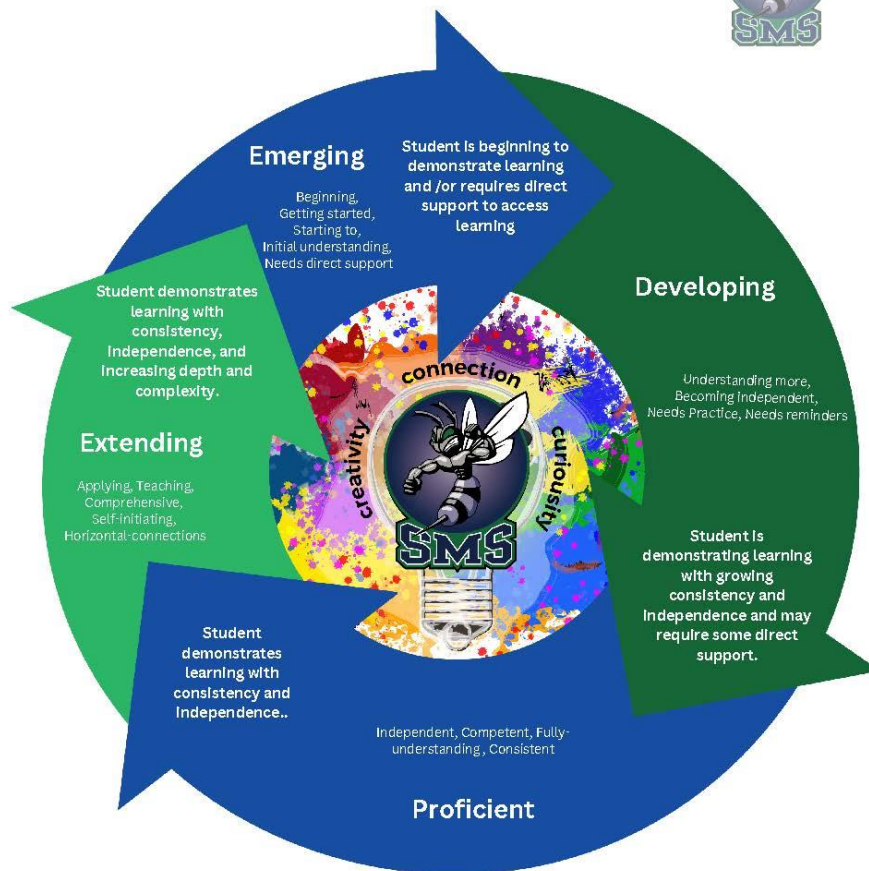 SMS
Emerging
Beginning,
Getting started,
Starting to,
Initial understanding,
Needs direct support
Student is beginning to
demonstrate learning
and /or requires direct
support to access
learning
Developing
Understanding more,
Becoming independent,
Needs Practice, Needs reminders
Student is
demonstrating learning
with growing
consistency and
independence and may
require some direct
support.
Proficient
Independent, Competent, Fully-
understanding , Consistent
Student
demonstrates
learning with
consistency and
independence..
Extending
Applying, Teaching,
Comprehensive,
Self-initiating,
Horizontal-connections
Student demonstrates
learning with
consistency,
independence, and
increasing depth and
complexity.
creativity
connection
curiousity
SMS